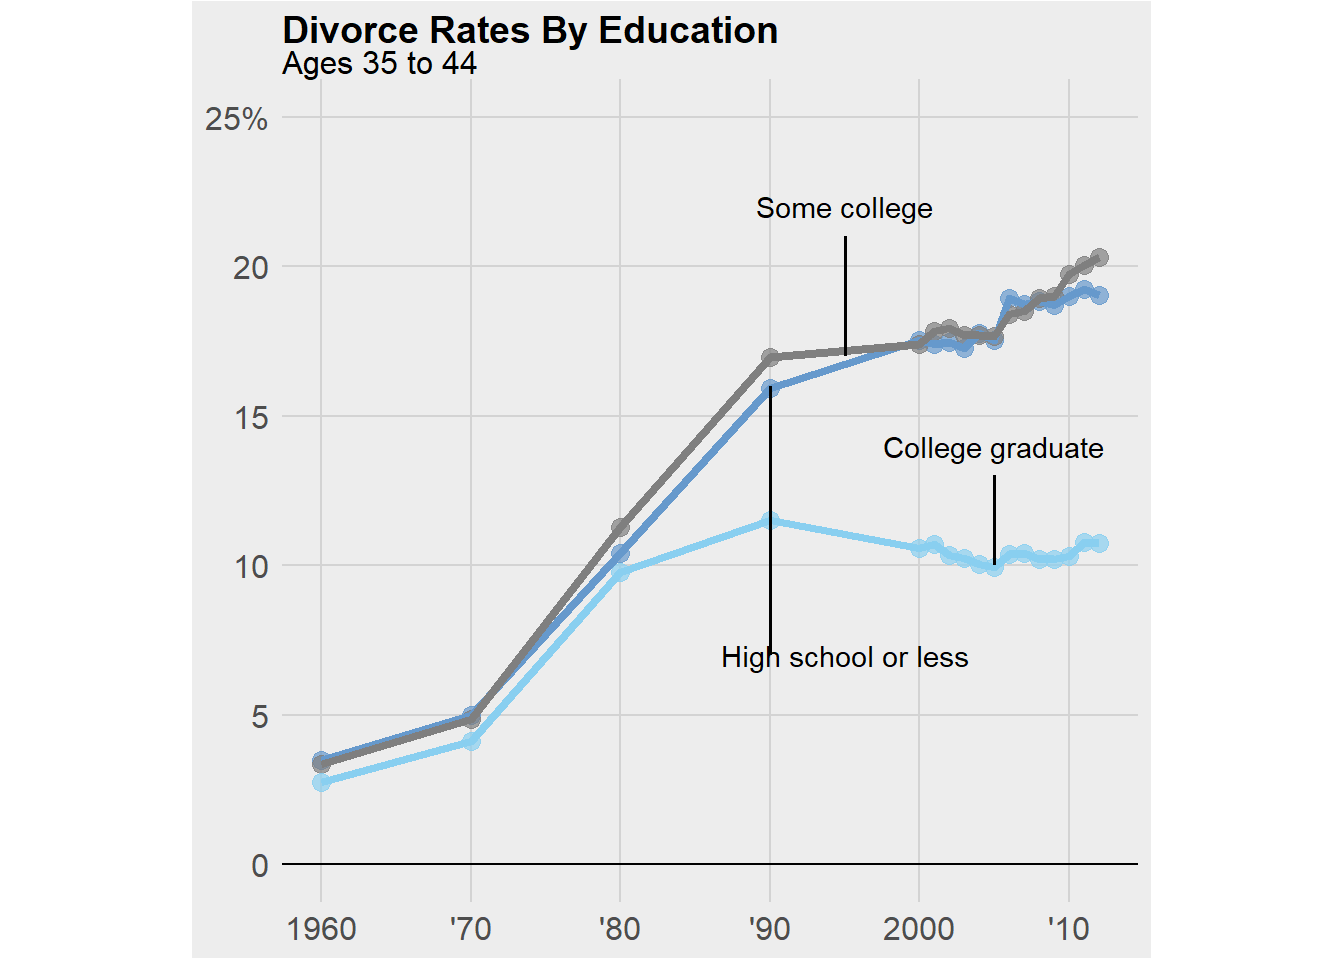 Divorce Rates By Education
Ages 35 to 44
25%
Some college
20
15
College graduate
10
High school or less
5
0
1960 '70 '80 '90 2000 '10